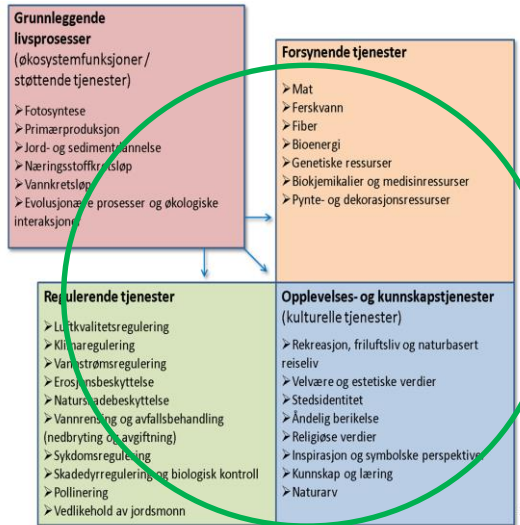 Grunnleggende
livsprosesser
(økosystemfunksjoner /
støttende tjenester)
➢Fotosyntese
➢Primærproduksjon
➢Jord- og sedimentdannelse
➢Næringsstoffkretsløp
➢Vannkretsløp
➢Evolusjonære prosesser og økologiske
interaksjoner
Forsynende tjenester
➢Mat
➢Ferskvann
➢Fiber
➢Bioenergi
➢Genetiske ressurser
➢Biokjemikalier og medisinressurser
➢Pynte- og dekorasjonsressurser
Regulerende tjenester
➢Luftkvalitetsregulering
➢Klimaregulering
➢Vannstrømsregulering
➢Erosjonsbeskyttelse
➢Naturskadebeskyttelse
➢Vannrensing og avfallsbehandling
(nedbryting og avgiftning)
➢Sykdomsregulering
➢Skadedyrregulering og biologisk kontroll
➢Pollinering
➢Vedlikehold av jordsmonn
Opplevelses- og kunnskapstjenester
(kulturelle tjenester)
➢Rekreasjon, friluftsliv og naturbasert
reiseliv
➢Velvære og estetiske verdier
➢Stedsidentitet
➢Åndelig berikelse
➢Religiøse verdier
➢Inspirasjon og symbolske perspektiver
➢Kunnskap og læring
➢Naturarv